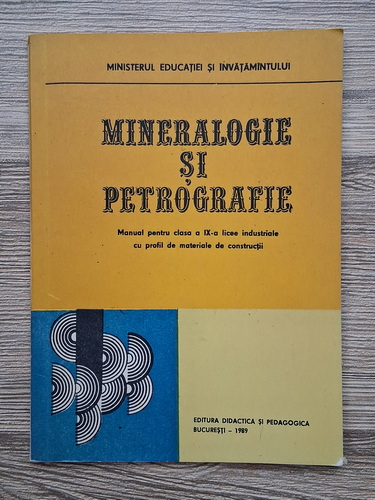 MINISTERUL EDUCAȚIEI ȘI ÎNVĂȚĂMÎNTULUI
MINERALOGIE
ȘI
PETROGRAFIE
Manual pentru clasa a IX-a licee industriale
cu profil de materiale de construcții
EDITURA DIDACTICA ȘI PEDAGOGICA
BUCUREȘTI – 1989